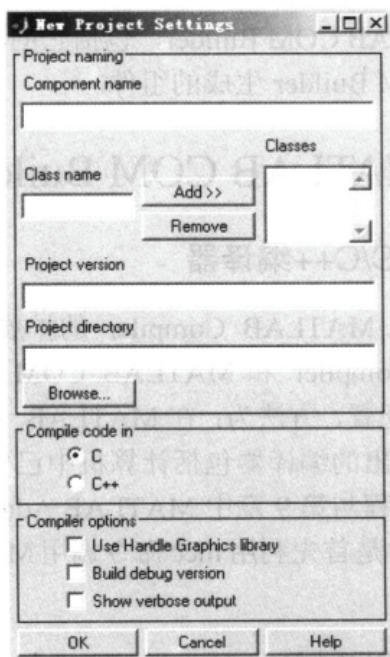 New Project Settings
Project naming
Component name
Class name
Classes
Add >>
Remove
Project version
Project directory
Browse...
Compile code in
C
C++
Compiler options
Use Handle Graphics library
Build debug version
Show verbose output
OK
Cancel
Help